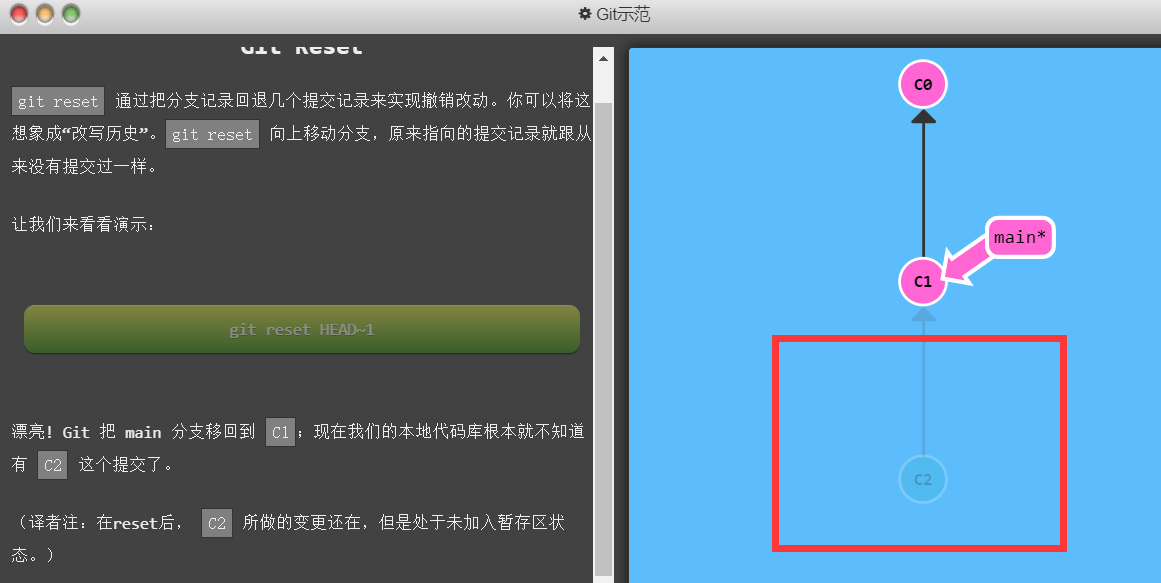 Git示范
Git Reset
git reset 通过把分支记录回退几个提交记录来实现撤销改动。你可以将这
想象成“改写历史”。git reset 向上移动分支，原来指向的提交记录就跟从
来没有提交过一样。
让我们来看看演示：
git reset HEAD~1
漂亮! Git 把 main 分支移回到 C1；现在我们的本地代码库根本就不知道
有 C2 这个提交了。
（译者注：在reset后， C2 所做的变更还在，但是处于未加入暂存区状
态。）
C0
main*
C1
C2